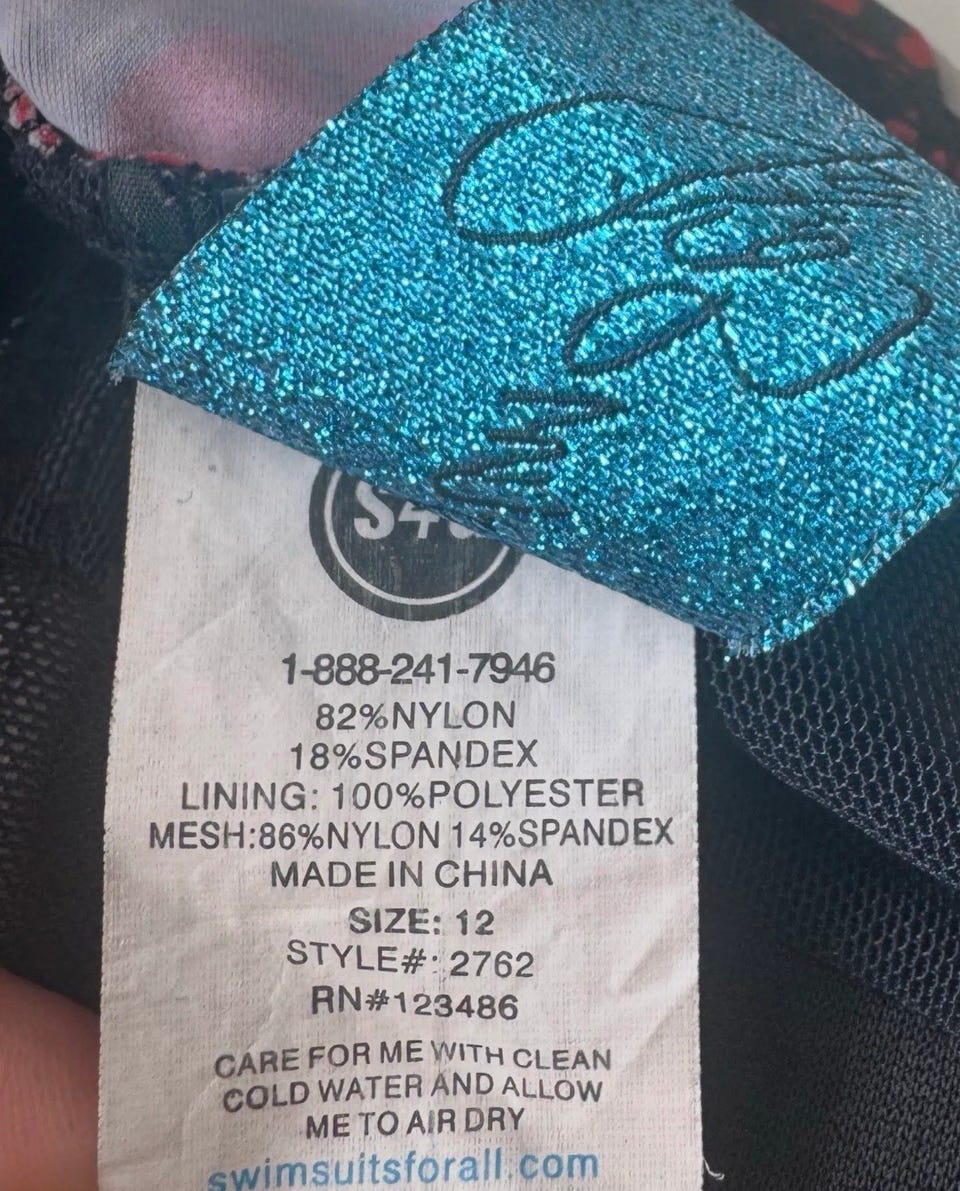 S4
1-888-241-7946
82%NYLON
18%SPANDEX
LINING: 100%POLYESTER
MESH:86%NYLON 14%SPANDEX
MADE IN CHINA
SIZE: 12
STYLE#: 2762
RN#123486
CARE FOR ME WITH CLEAN
COLD WATER AND ALLOW
ME TO AIR DRY
swimsuitsforall.com